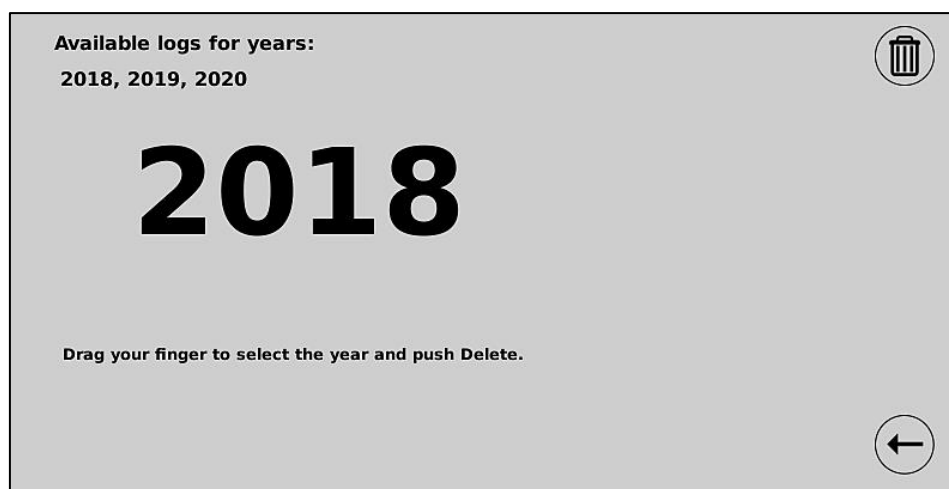 Available logs for years:
2018, 2019, 2020
2018
Drag your finger to select the year and push Delete.